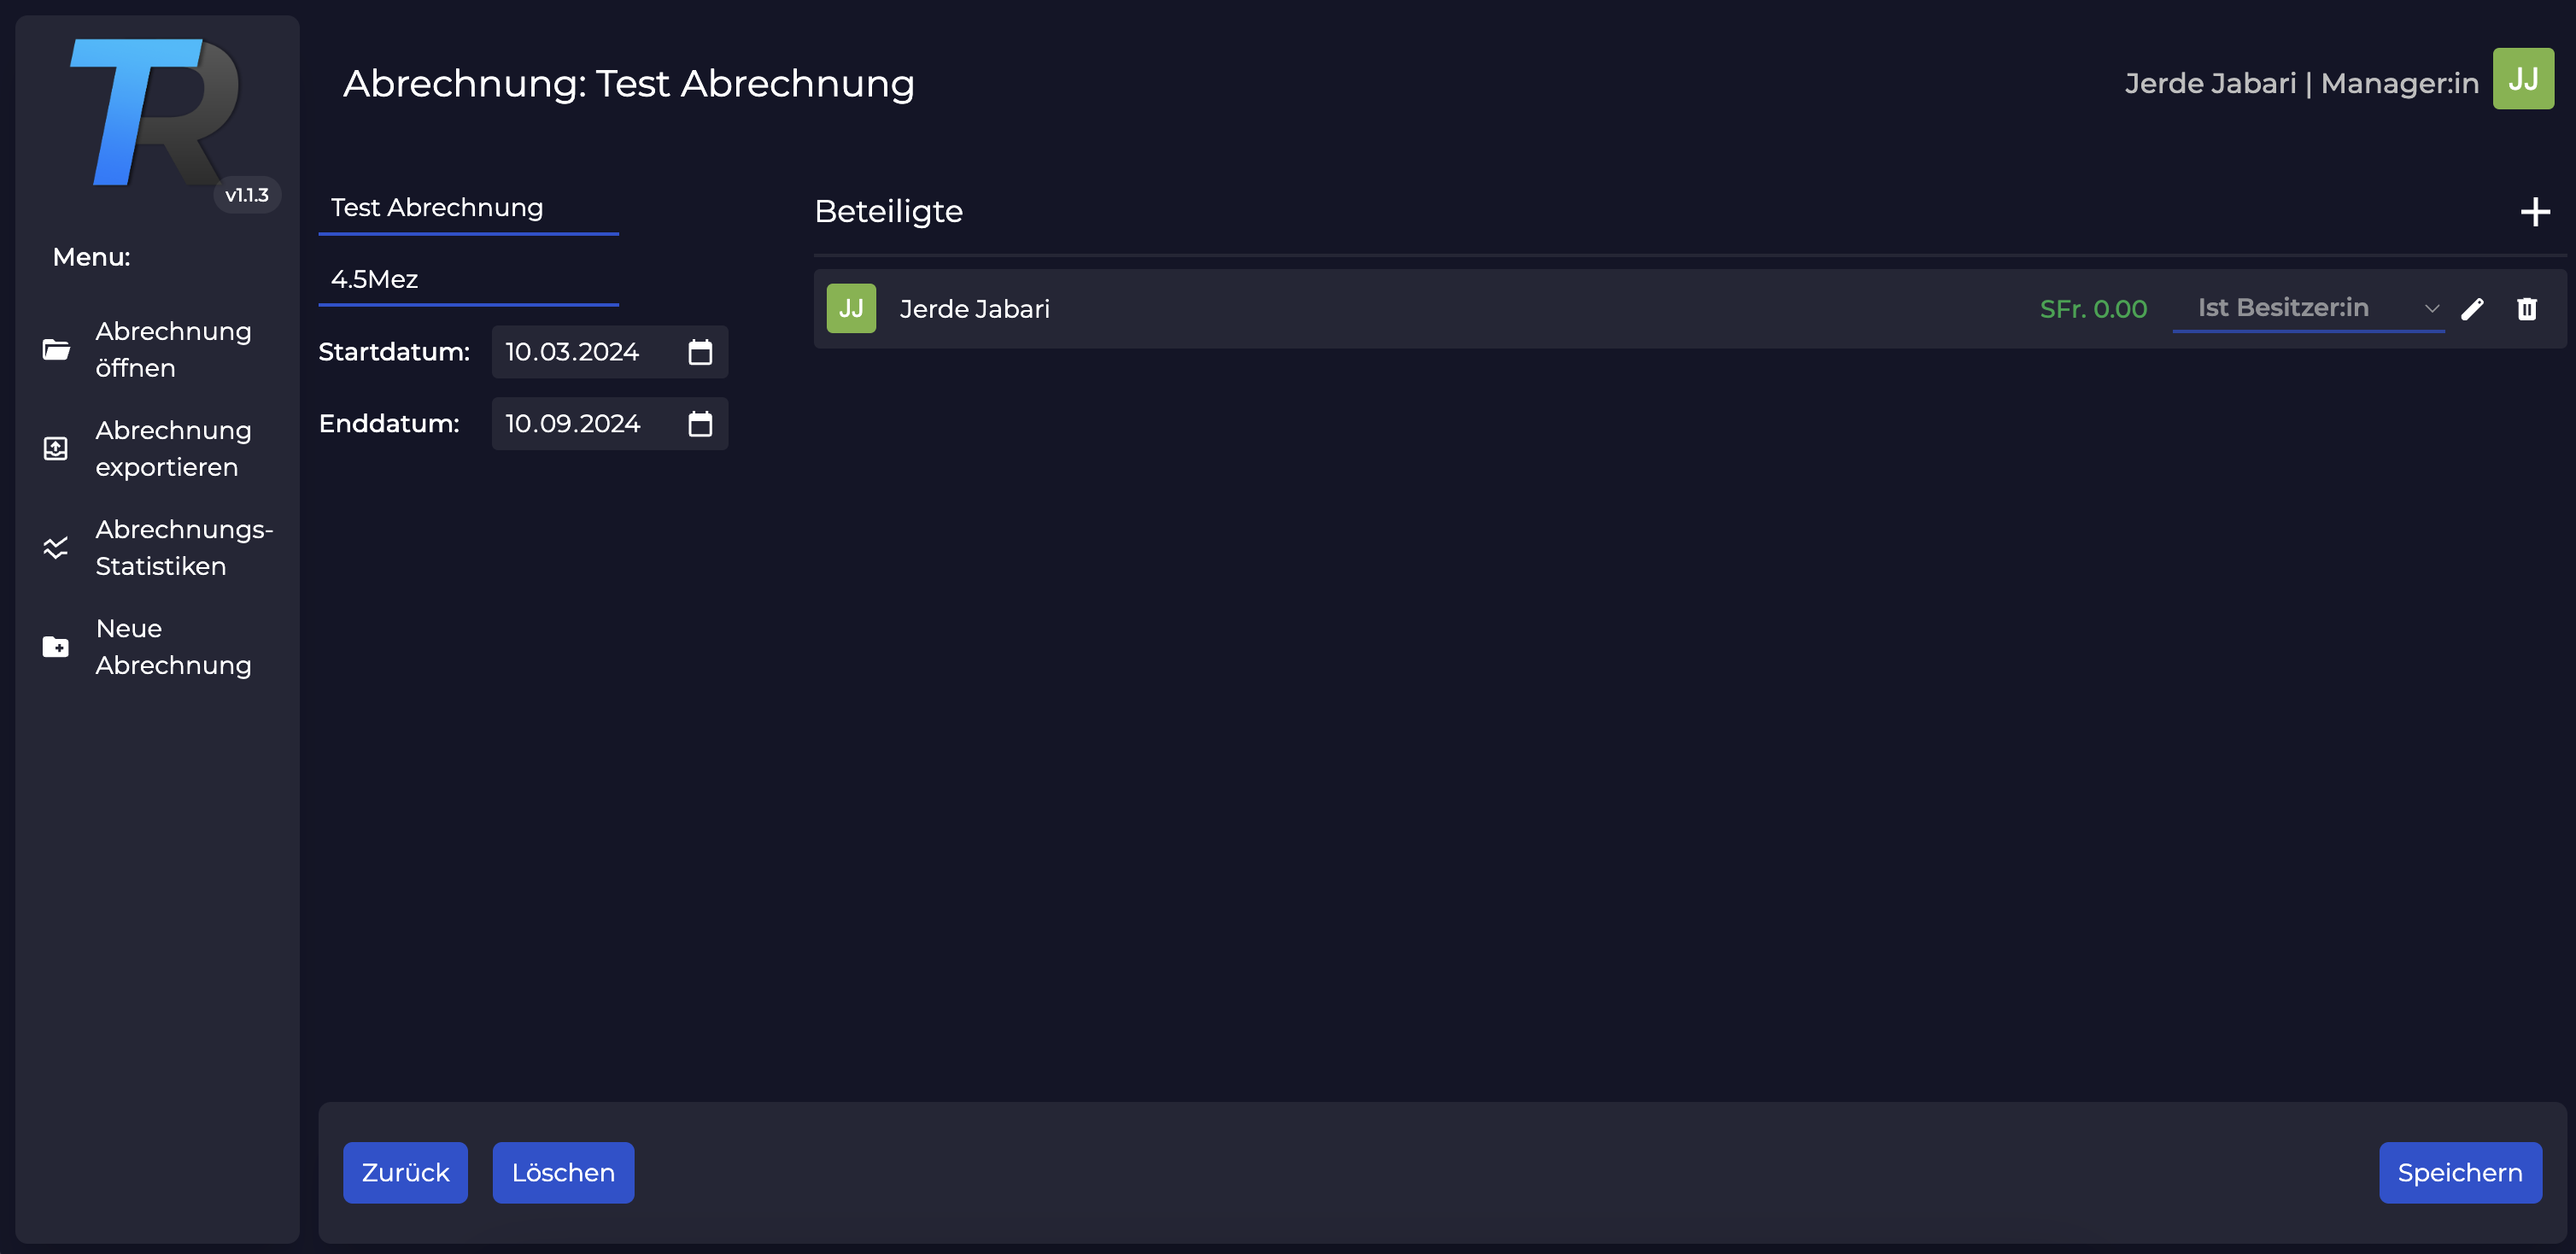 TR
v1.1.3
Menu:
Abrechnung
öffnen
Abrechnung
exportieren
Abrechnungs-
Statistiken
Neue
Abrechnung
Abrechnung: Test Abrechnung
Jerde Jabari | Manager:in
JJ
Test Abrechnung
4.5Mez
Startdatum:
10.03.2024
Enddatum:
10.09.2024
Beteiligte
JJ
Jerde Jabari
SFr. 0.00
Ist Besitzer:in
Zurück
Löschen
Speichern